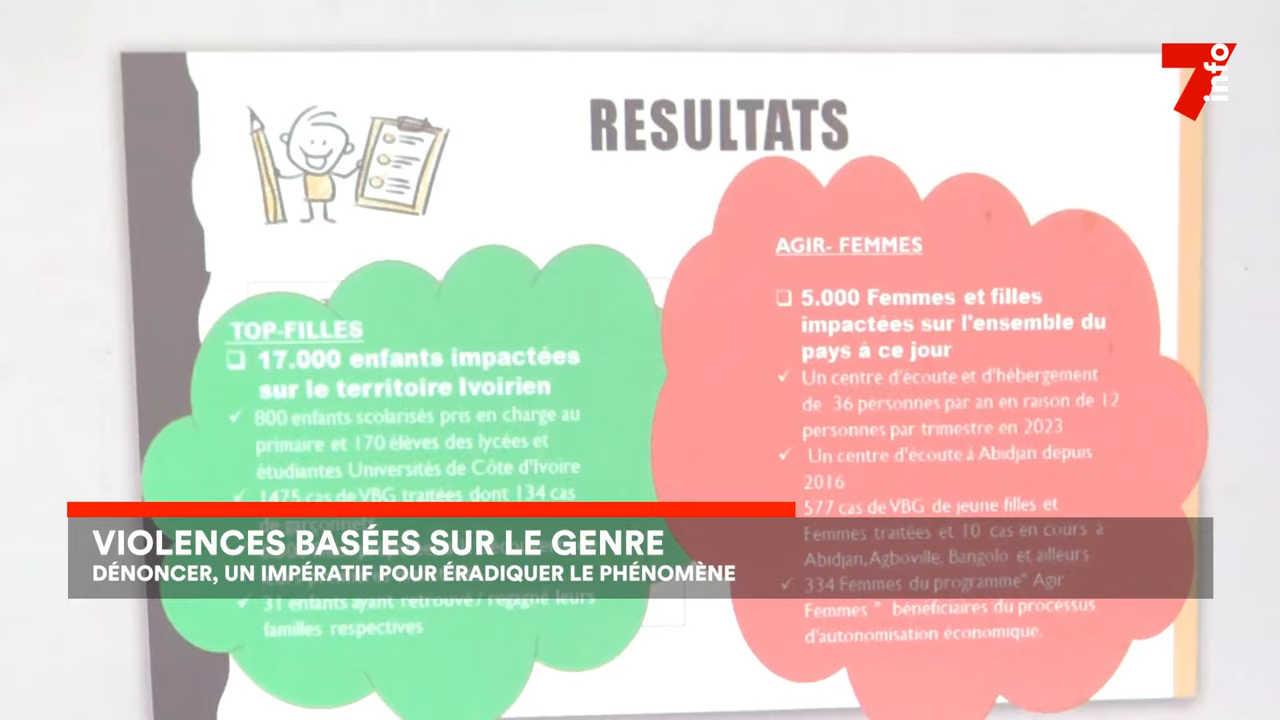 7
info
RESULTATS
TOP-FILLES
17.000 enfants impactées
sur le territoire Ivoirien
800 enfants scolarisés pris en charge au
primaire et 170 élèves des lycées et
étudiantes Universités de Côte d'Ivoire
1475 cas de VBG traitées dont 134 cas
de garçonnets
31 enfants ayant retrouvé / regagné leurs
familles respectives
AGIR- FEMMES
5.000 Femmes et filles
impactées sur l'ensemble du
pays à ce jour
Un centre d'écoute et d'hébergement
de 36 personnes par an en raison de 12
personnes par trimestre en 2023
Un centre d'écoute à Abidjan depuis
2016
577 cas de VBG de jeune filles et
Femmes traitées et 10 cas en cours à
Abidjan, Agboville, Bangolo et ailleurs
334 Femmes du programme" Agir
Femmes " bénéficiaires du processus
d'autonomisation économique.
VIOLENCES BASÉES SUR LE GENRE
DÉNONCER, UN IMPÉRATIF POUR ÉRADIQUER LE PHÉNOMÈNE